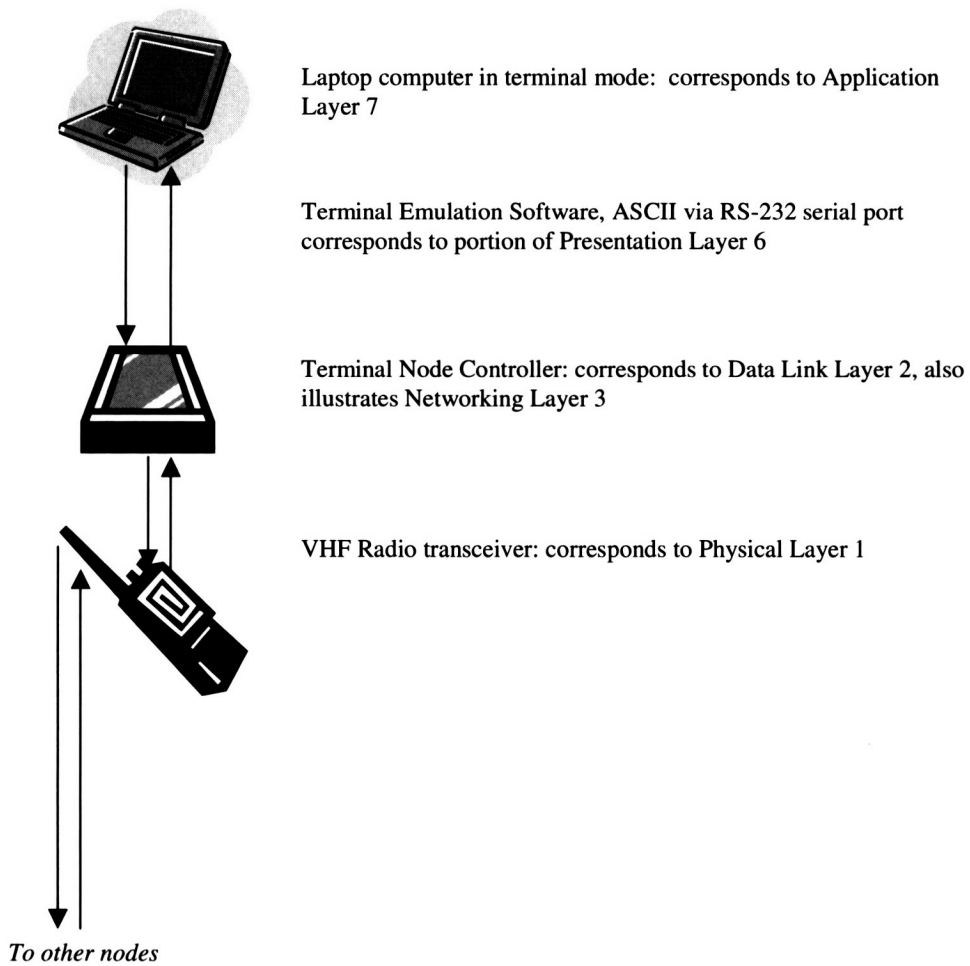 Laptop computer in terminal mode: corresponds to Application
Layer 7
Terminal Emulation Software, ASCII via RS-232 serial port
corresponds to portion of Presentation Layer 6
Terminal Node Controller: corresponds to Data Link Layer 2, also
illustrates Networking Layer 3
VHF Radio transceiver: corresponds to Physical Layer 1
To other nodes